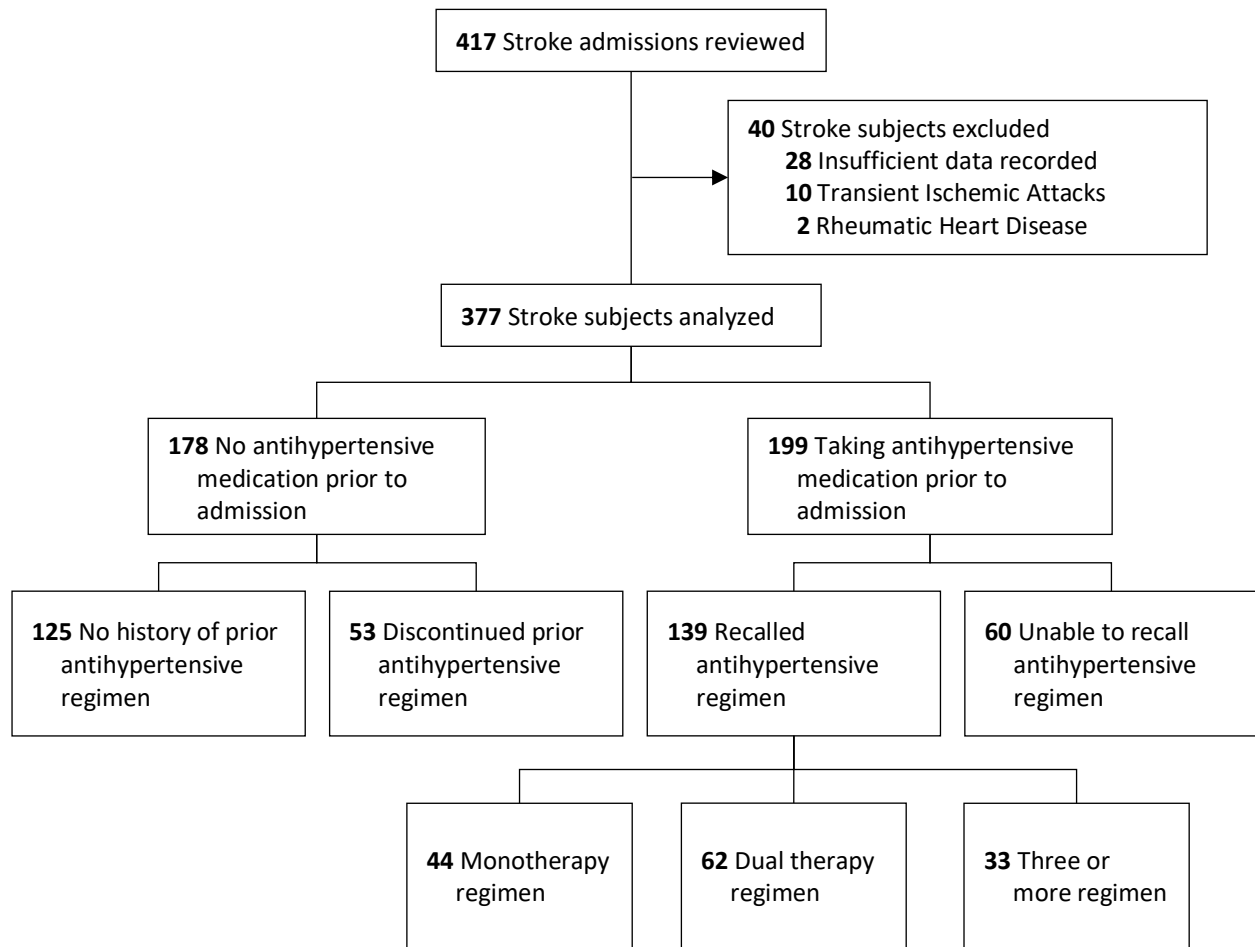 417 Stroke admissions reviewed
40 Stroke subjects excluded
28 Insufficient data recorded
10 Transient Ischemic Attacks
2 Rheumatic Heart Disease
377 Stroke subjects analyzed
178 No antihypertensive
medication prior to
admission
199 Taking antihypertensive
medication prior to
admission
125 No history of prior
antihypertensive
regimen
53 Discontinued prior
antihypertensive
regimen
139 Recalled
antihypertensive
regimen
60 Unable to recall
antihypertensive
regimen
44 Monotherapy
regimen
62 Dual therapy
regimen
33 Three or
more regimen